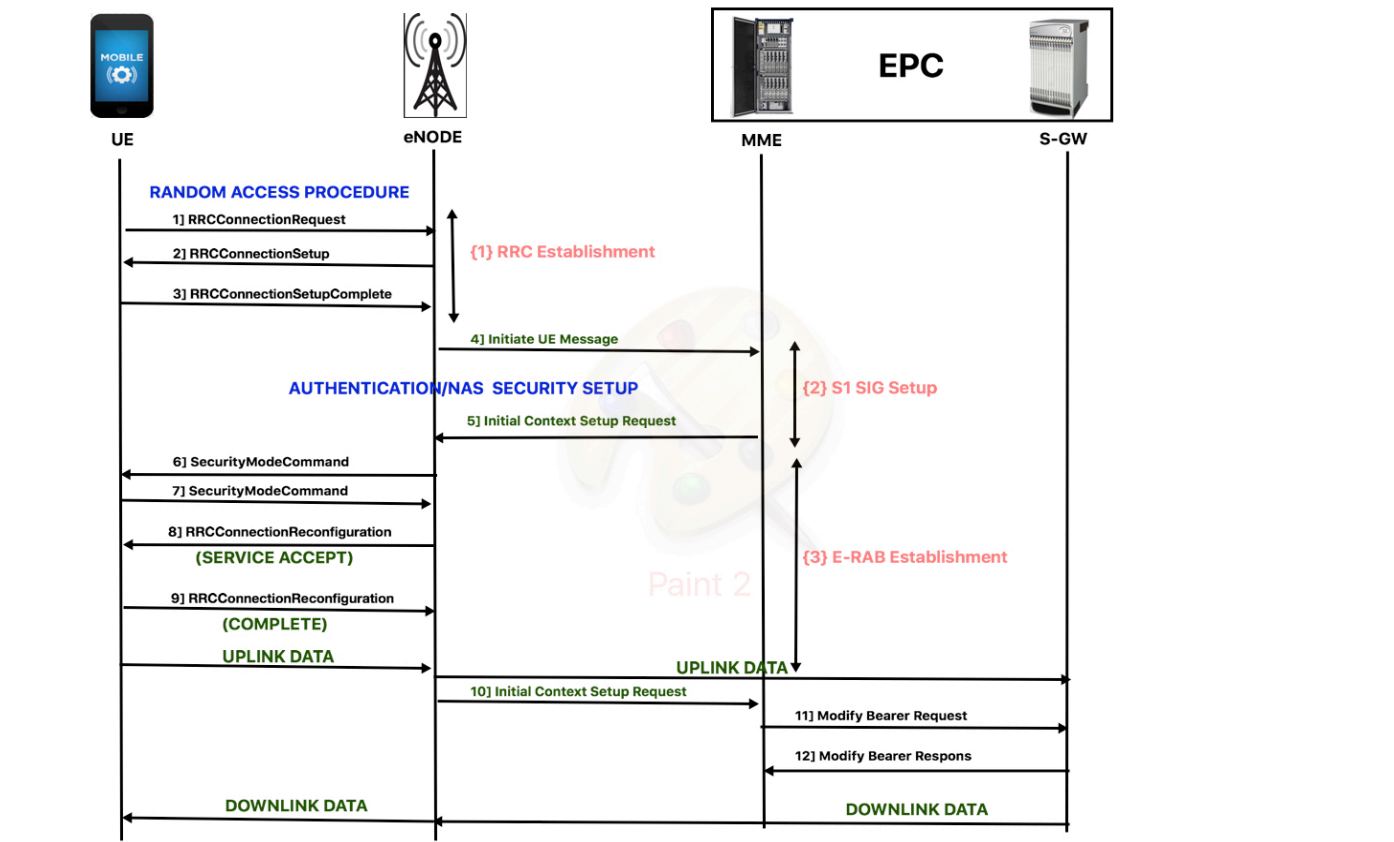 MOBILE
EPC
UE
eNODE
MME
S-GW
RANDOM ACCESS PROCEDURE
1] RRCConnectionRequest
2] RRCConnectionSetup
{1} RRC Establishment
3] RRCConnectionSetupComplete
4] Initiate UE Message
AUTHENTICATION/NAS SECURITY SETUP
{2} S1 SIG Setup
5] Initial Context Setup Request
6] SecurityModeCommand
7] SecurityModeCommand
8] RRCConnectionReconfiguration
(SERVICE ACCEPT)
{3} E-RAB Establishment
Paint 2
9] RRCConnectionReconfiguration
(COMPLETE)
UPLINK DATA
UPLINK DATA
10] Initial Context Setup Request
11] Modify Bearer Request
12] Modify Bearer Respons
DOWNLINK DATA
DOWNLINK DATA